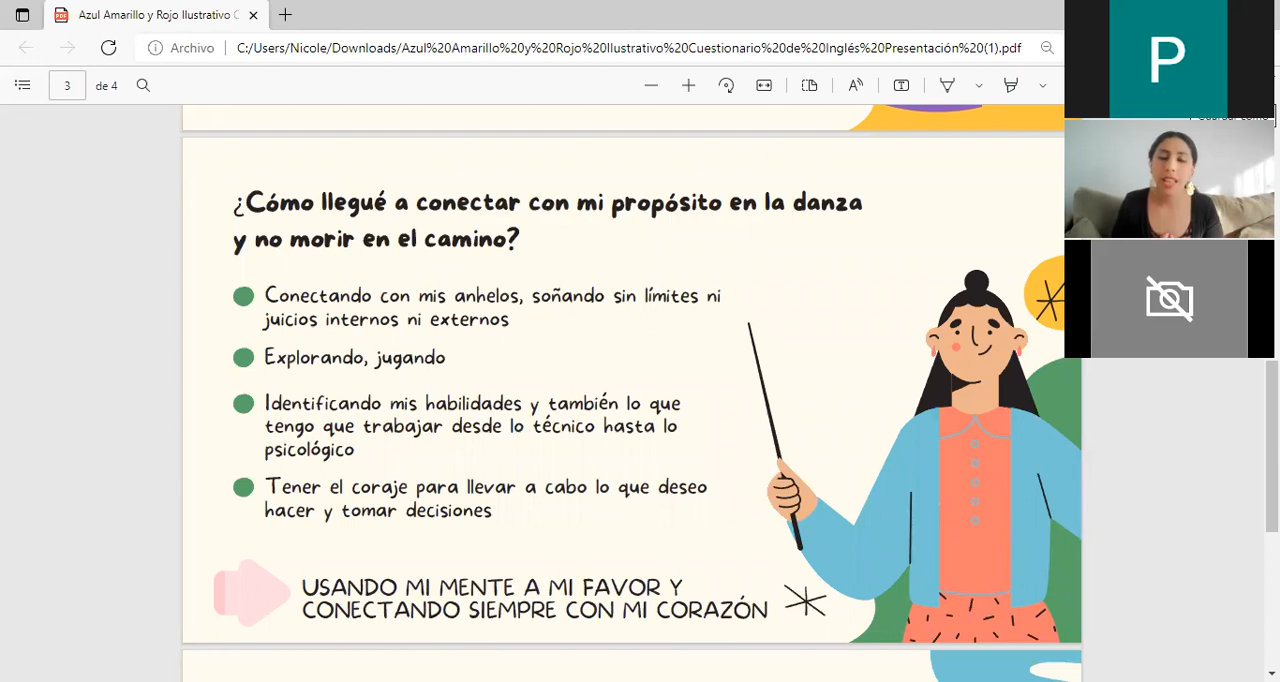 Azul Amarillo y Rojo Ilustrativo C
Archivo
C:/Users/Nicole/Downloads/Azul%20Amarillo%20y%20Rojo%20Ilustrativo%20Cuestionario%20de%20Inglés%20Presentación%20(1).pdf
3 de 4
P
¿Cómo llegué a conectar con mi propósito en la danza
y no morir en el camino?
Conectando con mis anhelos, soñando sin límites ni
juicios internos ni externos
Explorando, jugando
Identificando mis habilidades y también lo que
tengo que trabajar desde lo técnico hasta lo
psicológico
Tener el coraje para llevar a cabo lo que deseo
hacer y tomar decisiones
USANDO MI MENTE A MI FAVOR Y
CONECTANDO SIEMPRE CON MI CORAZÓN